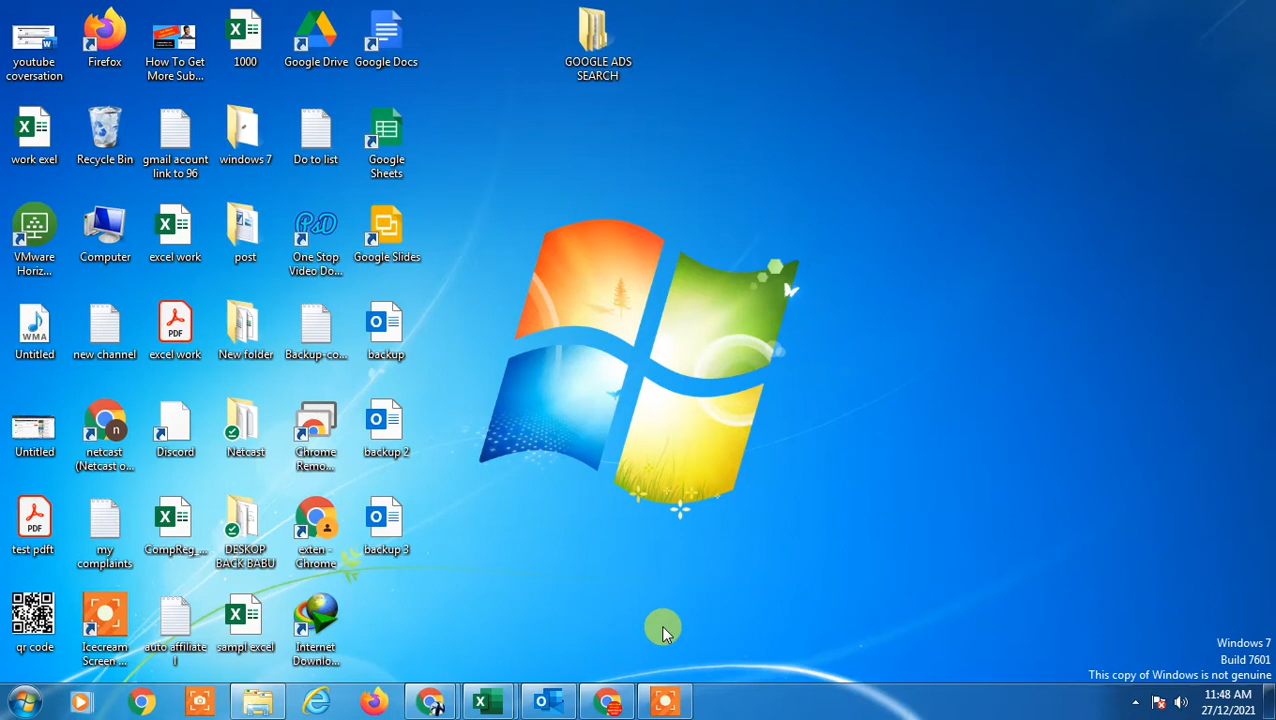 youtube
coversation
Firefox
How To Get
More Sub...
1000
Google Drive
Google Docs
GOOGLE ADS
SEARCH
work exel
Recycle Bin
gmail acount
link to 96
windows 7
Do to list
Google
Sheets
VMware
Horiz...
Computer
excel work
post
One Stop
Video Do...
Google Slides
WMA
Untitled
new channel
PDF
excel work
New folder
Backup-co...
backup
Untitled
netcast
(Netcast o...
Discord
Netcast
Chrome
Remo...
backup 2
PDF
test pdft
my
complaints
CompReg_...
DESKOP
BACK BABU
exten -
Chrome
backup 3
qr code
Icecream
Screen ...
auto affiliate
l
sampl excel
Internet
Downlo...
Windows 7
Build 7601
This copy of Windows is not genuine
11:48 AM
27/12/2021